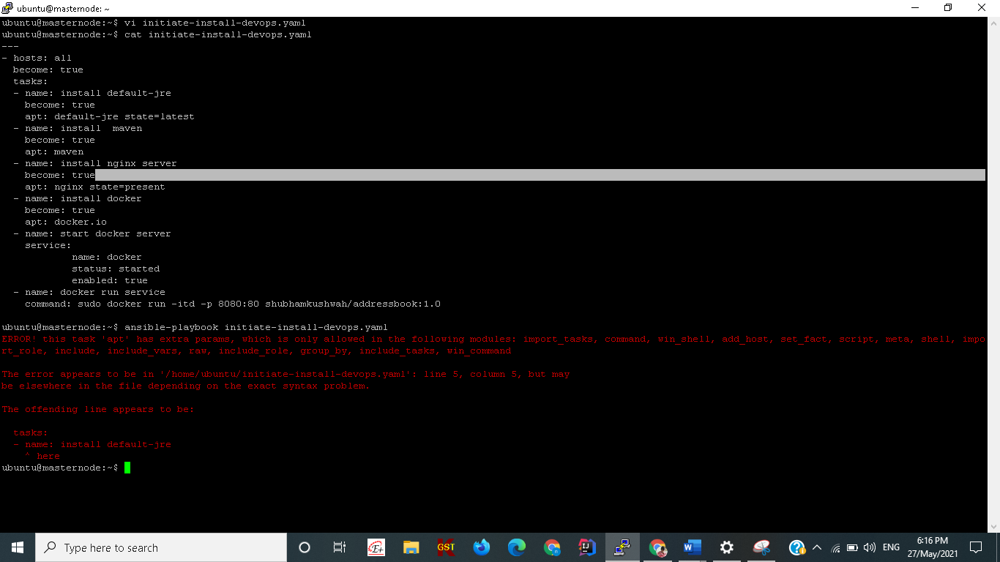 ubuntu@masternode: ~
ubuntu@masternode:~$ vi initiate-install-devops.yaml
ubuntu@masternode:~$ cat initiate-install-devops.yaml
---
- hosts: all
  become: true
  tasks:
  - name: install default-jre
    become: true
    apt: default-jre state=latest
  - name: install  maven
    become: true
    apt: maven
  - name: install nginx server
    become: true
    apt: nginx state=present
  - name: install docker
    become: true
    apt: docker.io
  - name: start docker server
    service:
            name: docker
            status: started
            enabled: true
  - name: docker run service
    command: sudo docker run -itd -p 8080:80 shubhamkushwah/addressbook:1.0
ubuntu@masternode:~$ ansible-playbook initiate-install-devops.yaml
ERROR! this task 'apt' has extra params, which is only allowed in the following modules: import_tasks, command, win_shell, add_host, set_fact, script, meta, shell, impo
rt_role, include, include_vars, raw, include_role, group_by, include_tasks, win_command
The error appears to be in '/home/ubuntu/initiate-install-devops.yaml': line 5, column 5, but may
be elsewhere in the file depending on the exact syntax problem.
The offending line appears to be:
  tasks:
  - name: install default-jre
    ^ here
ubuntu@masternode:~$
Type here to search
E+
GST
IJ
W
ENG
6:16 PM
27/May/2021